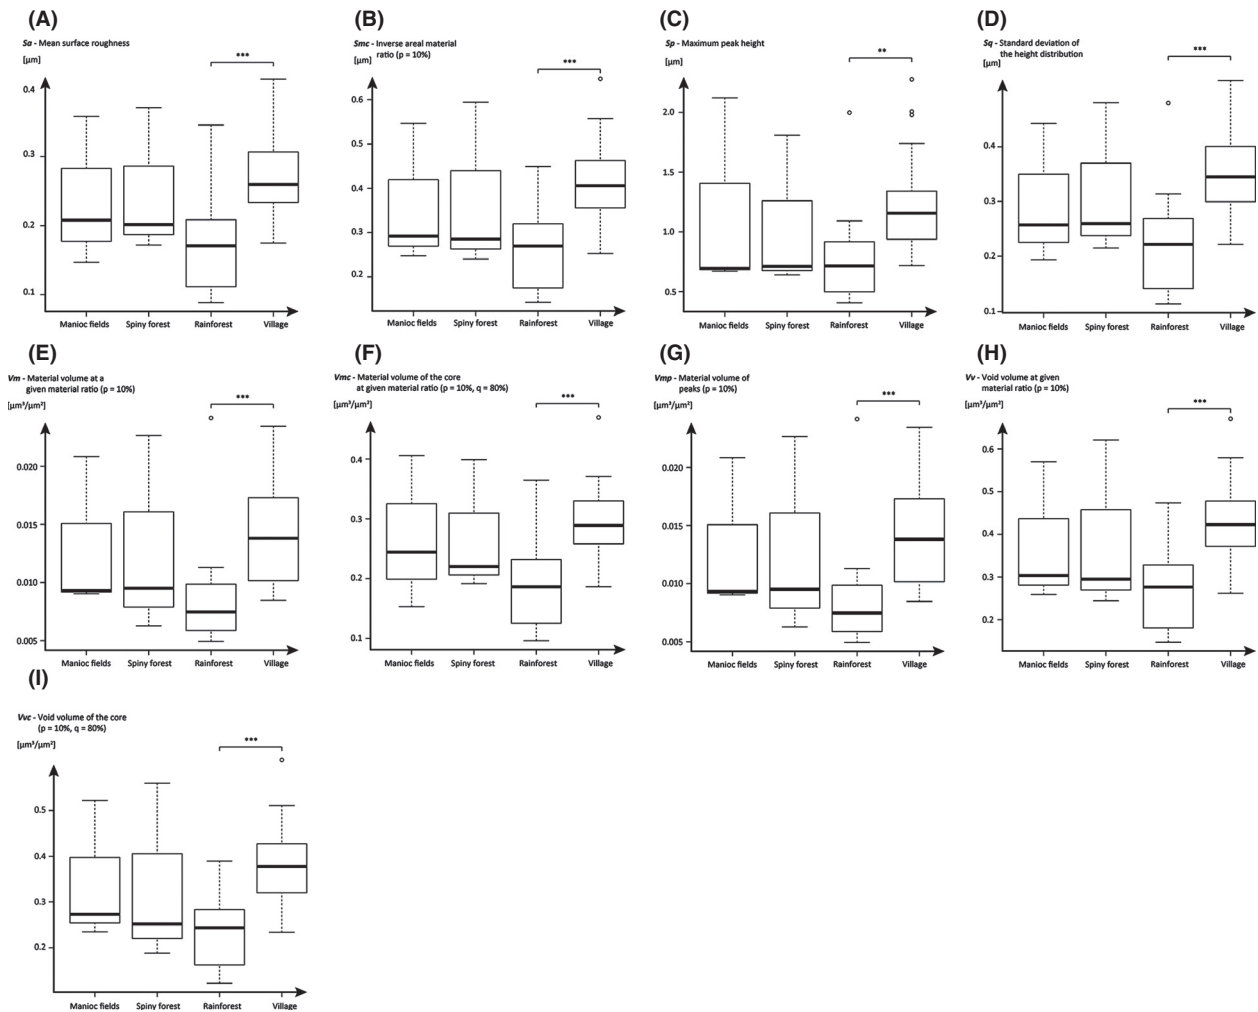 (A)
Sa - Mean surface roughness
[μm]
***
0.4
0.3
0.2
0.1
Manioc fields Spiny forest Rainforest Village
(B)
Smc - Inverse areal material
ratio (p = 10%)
[μm]
***
0.6
0.5
0.4
0.3
0.2
Manioc fields Spiny forest Rainforest Village
(C)
Sp - Maximum peak height
[μm]
**
2.0
1.5
1.0
0.5
Manioc fields Spiny forest Rainforest Village
(D)
Sq - Standard deviation of
the height distribution
[μm]
***
0.4
0.3
0.2
0.1
Manioc fields Spiny forest Rainforest Village
(E)
Vm - Material volume at a
given material ratio (p = 10%)
[μm³/μm²]
***
0.020
0.015
0.010
0.005
Manioc fields Spiny forest Rainforest Village
(F)
Vmc - Material volume of the core
at given material ratio (p = 10%, q = 80%)
[μm³/μm²]
***
0.4
0.3
0.2
0.1
Manioc fields Spiny forest Rainforest Village
(G)
Vmp - Material volume of
peaks (p = 10%)
[μm³/μm²]
***
0.020
0.015
0.010
0.005
Manioc fields Spiny forest Rainforest Village
(H)
Vv - Void volume at given
material ratio (p = 10%)
[μm³/μm²]
***
0.6
0.5
0.4
0.3
0.2
Manioc fields Spiny forest Rainforest Village
(I)
Vvc - Void volume of the core
(p = 10%, q = 80%)
[μm³/μm²]
***
0.5
0.4
0.3
0.2
Manioc fields Spiny forest Rainforest Village